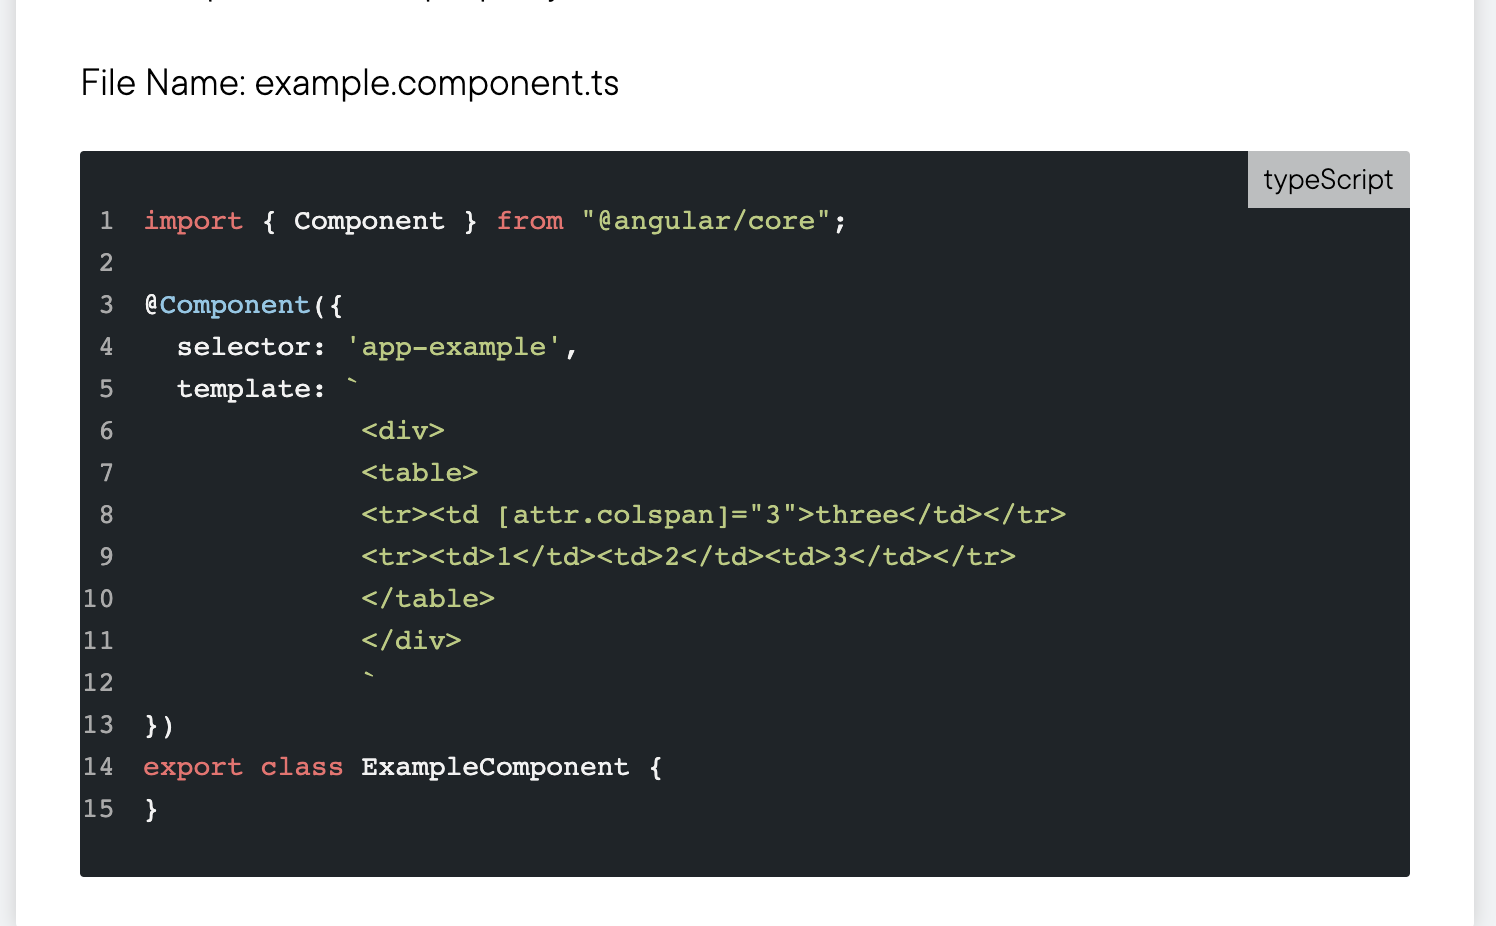 File Name: example.component.ts
typeScript
1 import { Component } from "@angular/core";
2
3 @Component({
4   selector: 'app-example',
5   template: `
6              <div>
7              <table>
8              <tr><td [attr.colspan]="3">three</td></tr>
9              <tr><td>1</td><td>2</td><td>3</td></tr>
10              </table>
11              </div>
12              `
13 })
14 export class ExampleComponent {
15 }